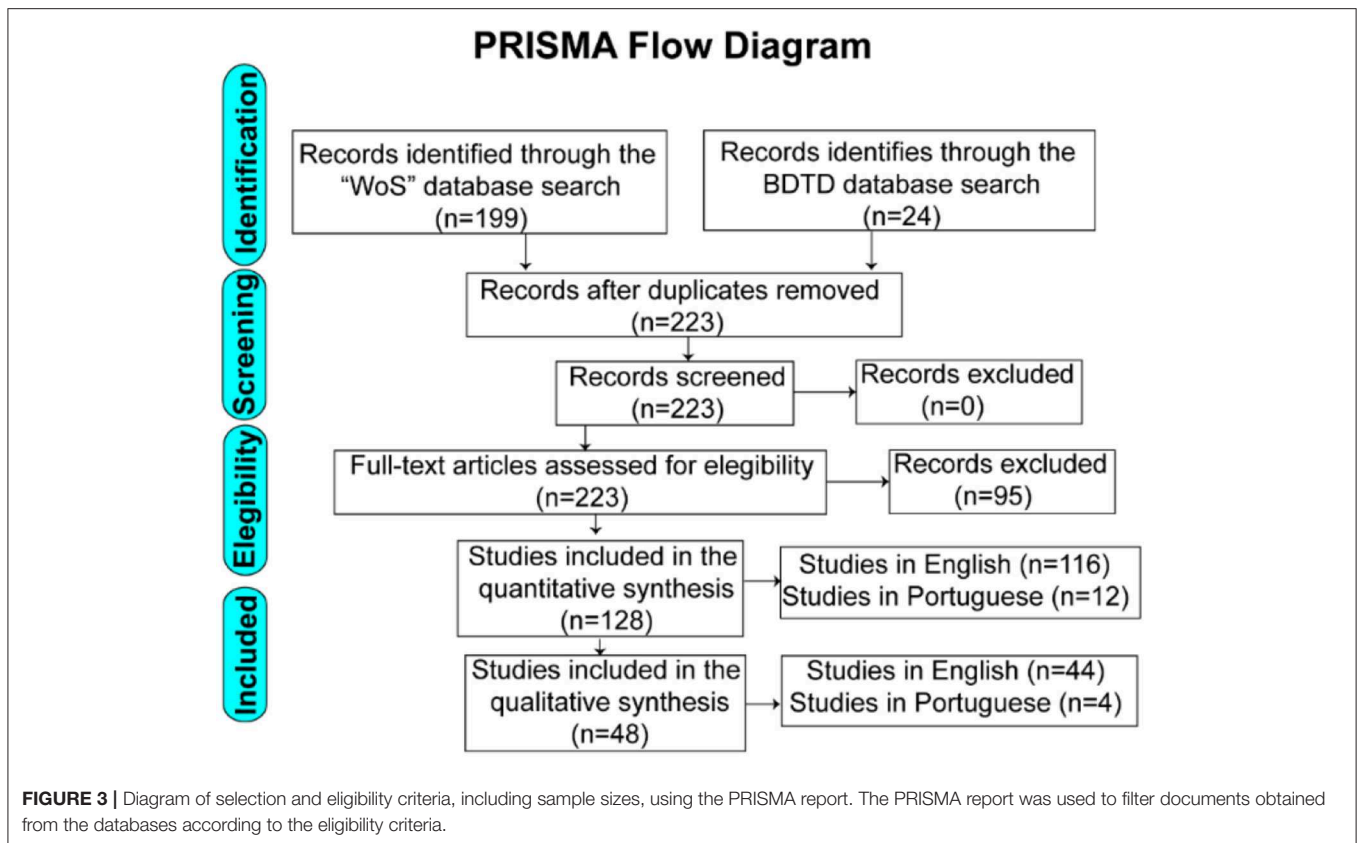 PRISMA Flow Diagram
Identification
Records identified through the
“WoS” database search
(n=199)
Records identifies through the
BDTD database search
(n=24)
Screening
Records after duplicates removed
(n=223)
Records screened
(n=223)
Records excluded
(n=0)
Elegibility
Full-text articles assessed for elegibility
(n=223)
Records excluded
(n=95)
Studies included in the
quantitative synthesis
(n=128)
Studies in English (n=116)
Studies in Portuguese (n=12)
Included
Studies included in the
qualitative synthesis
(n=48)
Studies in English (n=44)
Studies in Portuguese (n=4)
FIGURE 3 | Diagram of selection and eligibility criteria, including sample sizes, using the PRISMA report. The PRISMA report was used to filter documents obtained
from the databases according to the eligibility criteria.